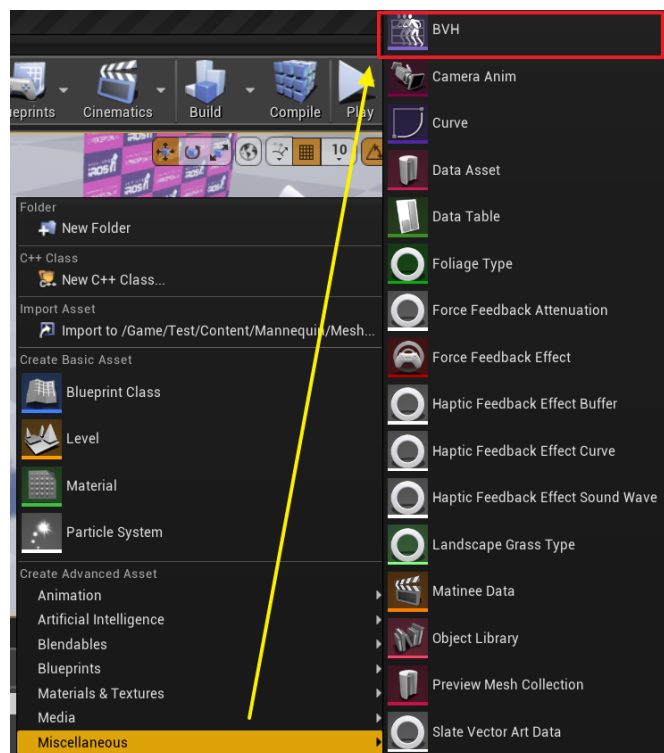 eprints
Cinematics
Build
Compile
Play
10
Folder
New Folder
C++ Class
New C++ Class...
Import Asset
Import to /Game/Test/Content/Mannequin/Mesh...
Create Basic Asset
Blueprint Class
Level
Material
Particle System
Create Advanced Asset
Animation
Artificial Intelligence
Blendables
Blueprints
Materials & Textures
Media
Miscellaneous
BVH
Camera Anim
Curve
Data Asset
Data Table
Foliage Type
Force Feedback Attenuation
Force Feedback Effect
Haptic Feedback Effect Buffer
Haptic Feedback Effect Curve
Haptic Feedback Effect Sound Wave
Landscape Grass Type
Matinee Data
Object Library
Preview Mesh Collection
Slate Vector Art Data